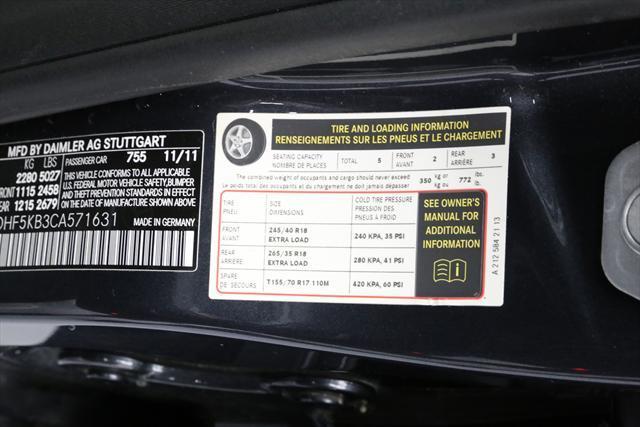 MFD BY DAIMLER AG STUTTGART
KG LBS PASSENGER CAR 755 11/11
2280 5027 THIS VEHICLE CONFORMS TO ALL APPLICABLE
FRONT 1115 2458 U.S. FEDERAL MOTOR VEHICLE SAFETY, BUMPER
REAR 1215 2679 AND THEFT PREVENTION STANDARDS IN EFFECT
ON THE DATE OF MANUFACTURE SHOWN ABOVE.
DHF5KB3CA571631 MADE IN GERMANY
TIRE AND LOADING INFORMATION
RENSEIGNEMENTS SUR LES PNEUS ET LE CHARGEMENT
SEATING CAPACITY
NOMBRE DE PLACES
TOTAL 5 FRONT AVANT 2 REAR ARRIÈRE 3
The combined weight of occupants and cargo should never exceed
Le poids total des occupants et du chargement ne doit jamais dépasser
350 kg or kg ou 772 lbs. lb.
TIRE
PNEU
SIZE
DIMENSIONS
COLD TIRE PRESSURE
PRESSION DES
PNEUS À FROID
FRONT
AVANT
245/40 R18
EXTRA LOAD
240 KPA, 35 PSI
REAR
ARRIÈRE
265/35 R18
EXTRA LOAD
280 KPA, 41 PSI
SPARE
DE SECOURS
T155/70 R17 110M
420 KPA, 60 PSI
SEE OWNER'S
MANUAL FOR
ADDITIONAL
INFORMATION
A 212 584 21 13